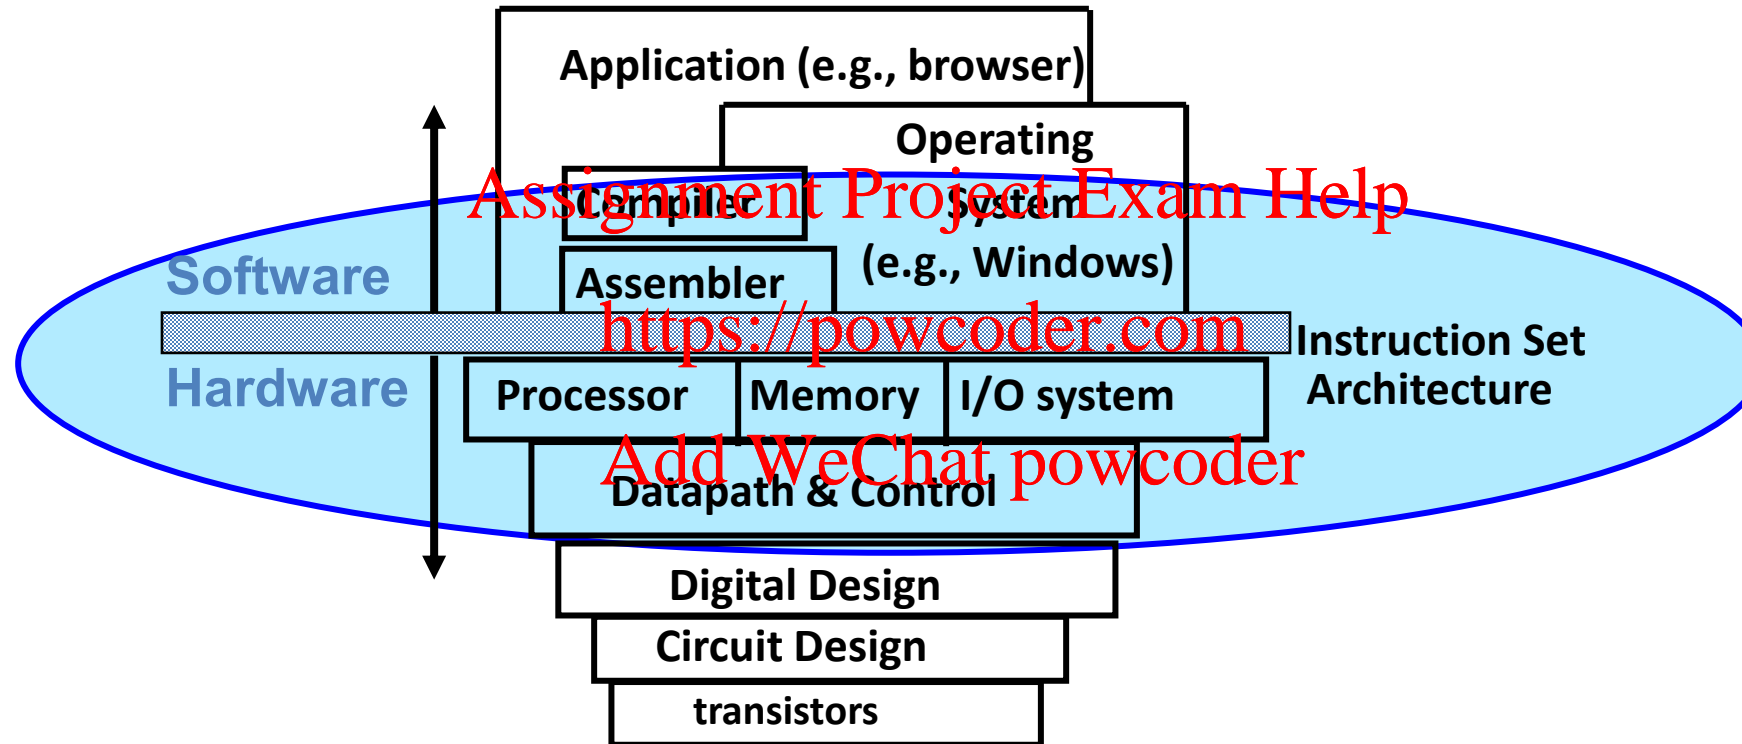 Application (e.g., browser)
Operating
System
(e.g., Windows)
Compiler
Assignment Project Exam Help
Software
Assembler
https://powcoder.com
Instruction Set
Architecture
Hardware
Processor
Memory
I/O system
Add WeChat powcoder
Datapath & Control
Digital Design
Circuit Design
transistors